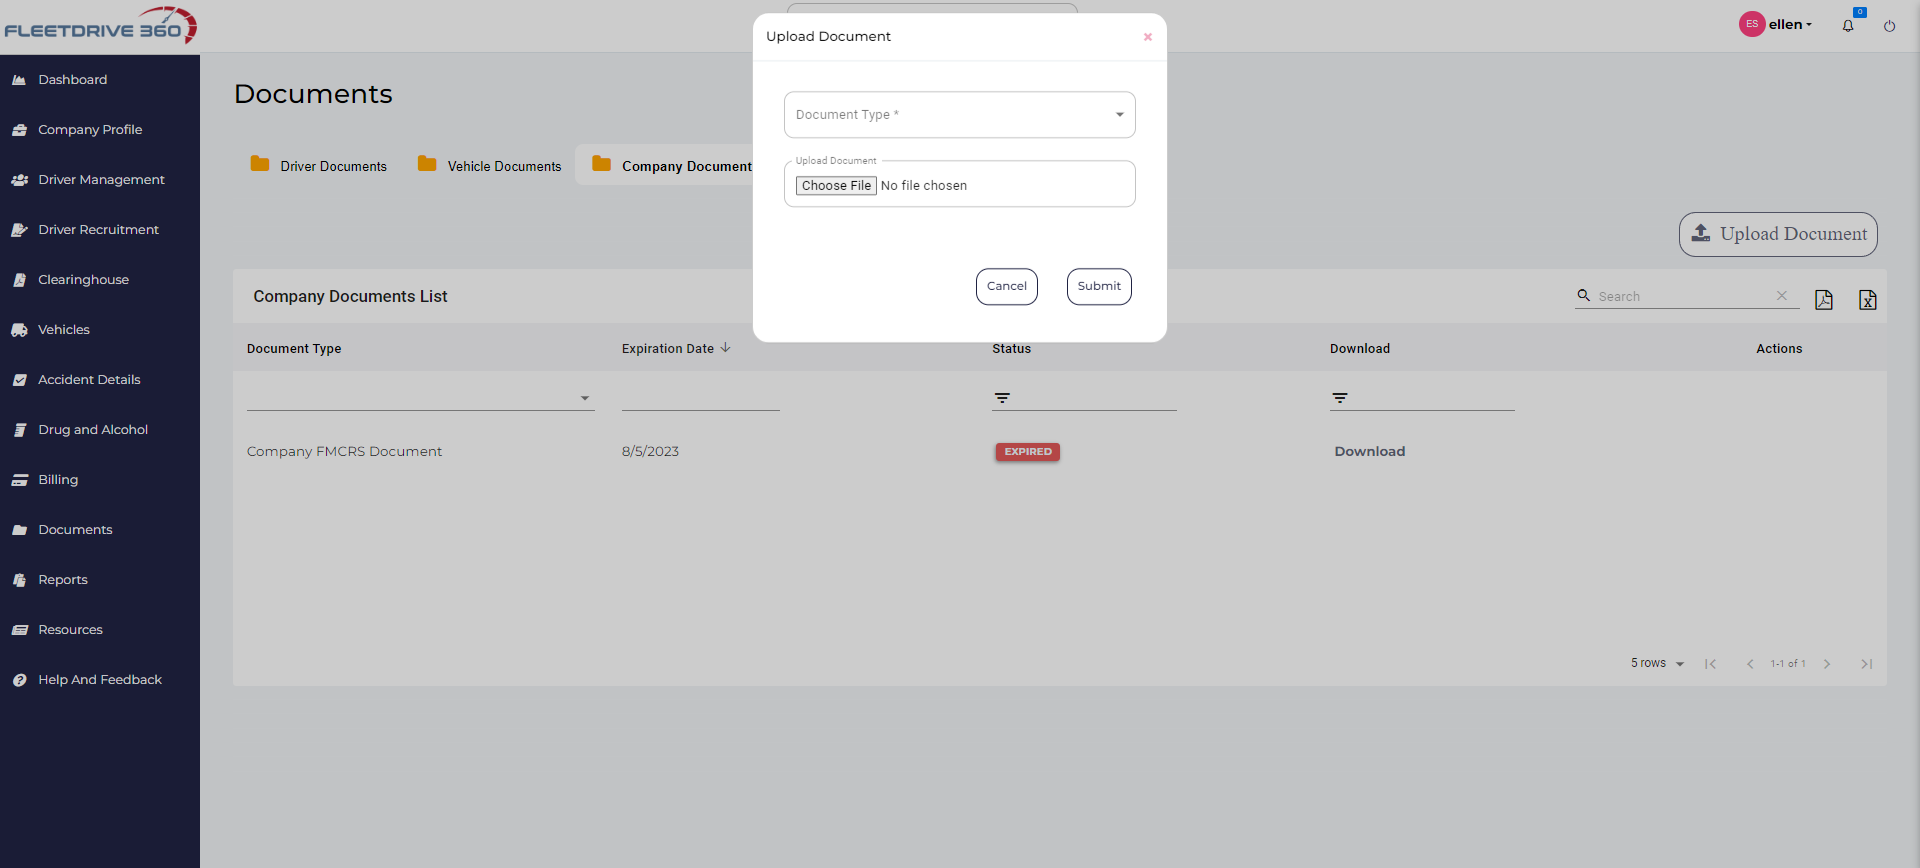 FLEETDRIVE 360
ES ellen
0
Upload Document
Document Type *
Upload Document
Choose File No file chosen
Cancel Submit
Dashboard
Company Profile
Driver Management
Driver Recruitment
Clearinghouse
Vehicles
Accident Details
Drug and Alcohol
Billing
Documents
Reports
Resources
Help And Feedback
Documents
Driver Documents Vehicle Documents Company Document
Upload Document
Company Documents List
Search
Document Type Expiration Date Status Download Actions
Company FMCRS Document 8/5/2023 EXPIRED Download
5 rows 1-1 of 1